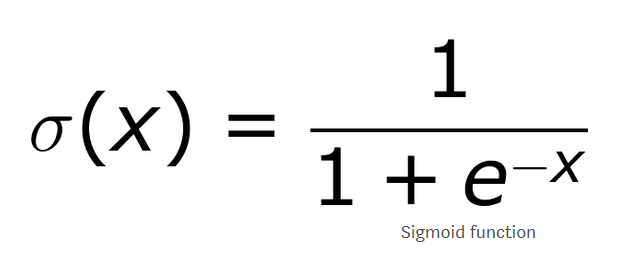 σ(x) = 
1
1 + e^−x
Sigmoid function